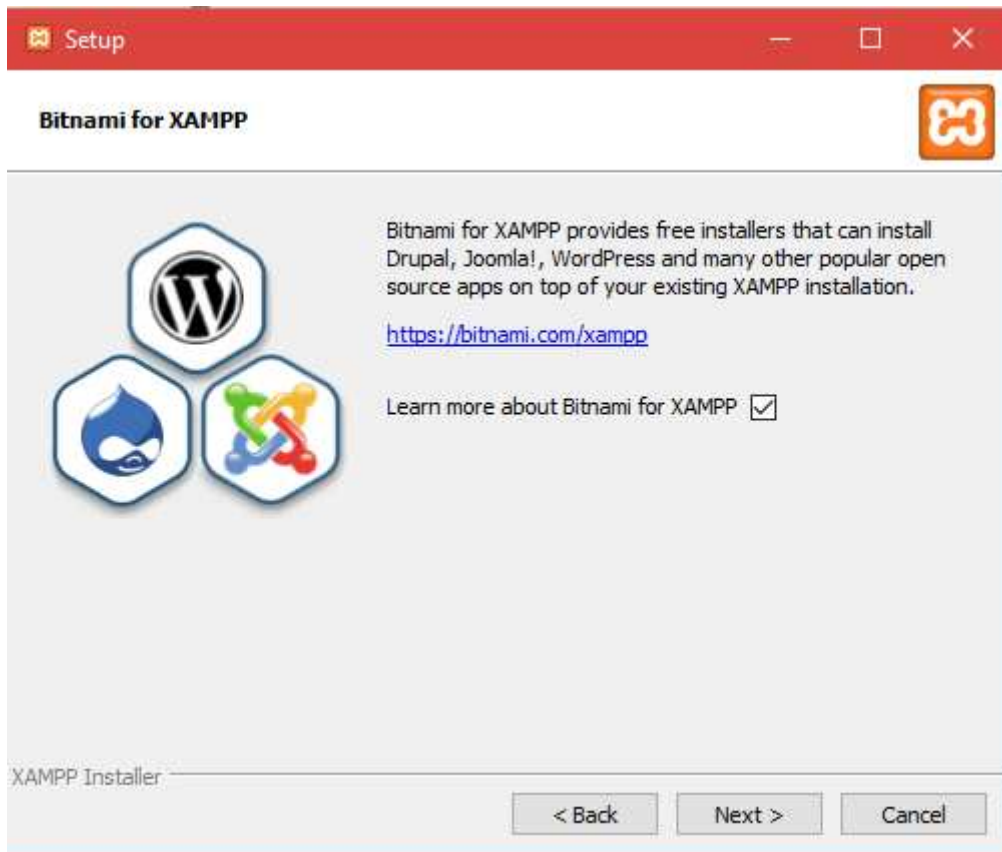 Setup
Bitnami for XAMPP
Bitnami for XAMPP provides free installers that can install
Drupal, Joomla!, WordPress and many other popular open
source apps on top of your existing XAMPP installation.
https://bitnami.com/xampp
Learn more about Bitnami for XAMPP
XAMPP Installer
< Back
Next >
Cancel